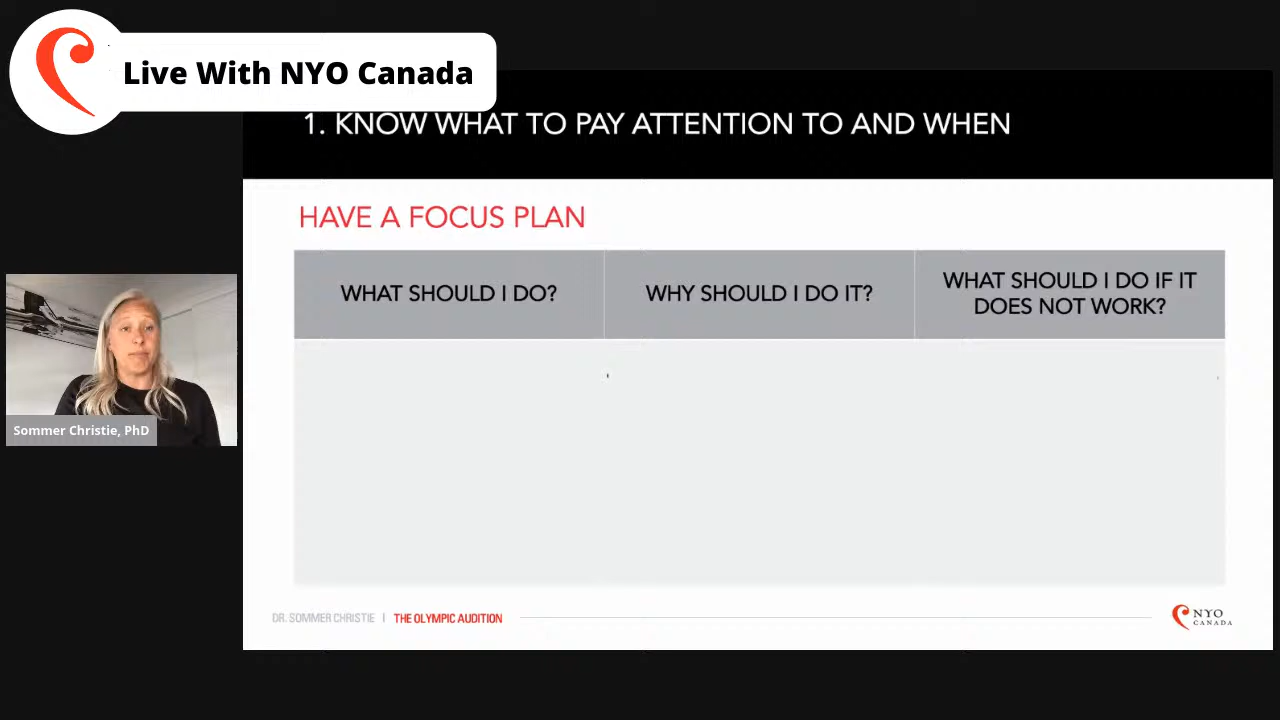 Live With NYO Canada
1. KNOW WHAT TO PAY ATTENTION TO AND WHEN
HAVE A FOCUS PLAN
WHAT SHOULD I DO?
WHY SHOULD I DO IT?
WHAT SHOULD I DO IF IT
DOES NOT WORK?
Sommer Christie, PhD
DR. SOMMER CHRISTIE | THE OLYMPIC AUDITION
NYO
CANADA